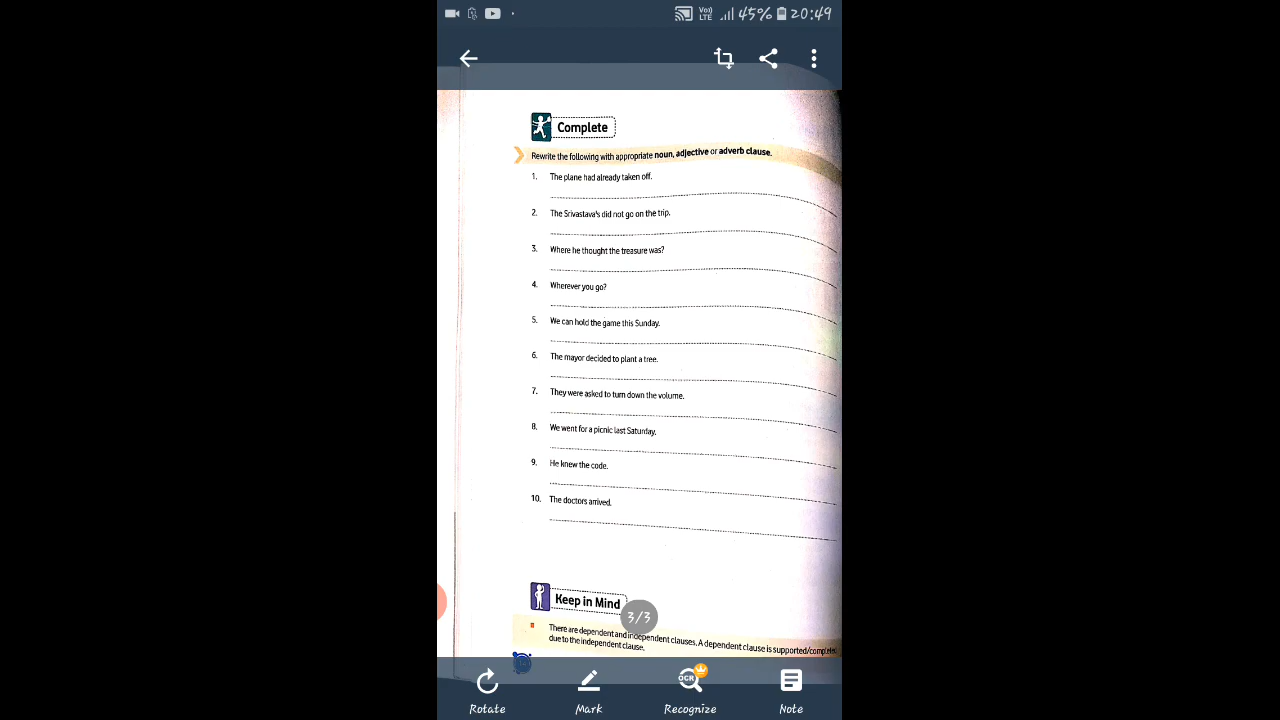 Voo) LTE 45% 20:49
Complete
Rewrite the following with appropriate noun, adjective or adverb clause.
1. The plane had already taken off.
2. The Srivastava's did not go on the trip.
3. Where he thought the treasure was?
4. Wherever you go?
5. We can hold the game this Sunday.
6. The mayor decided to plant a tree.
7. They were asked to turn down the volume.
8. We went for a picnic last Saturday.
9. He knew the code.
10. The doctors arrived.
Keep in Mind
3/3
There are dependent and independent clauses. A dependent clause is supported/completed
due to the independent clause.
OCR
Rotate Mark Recognize Note